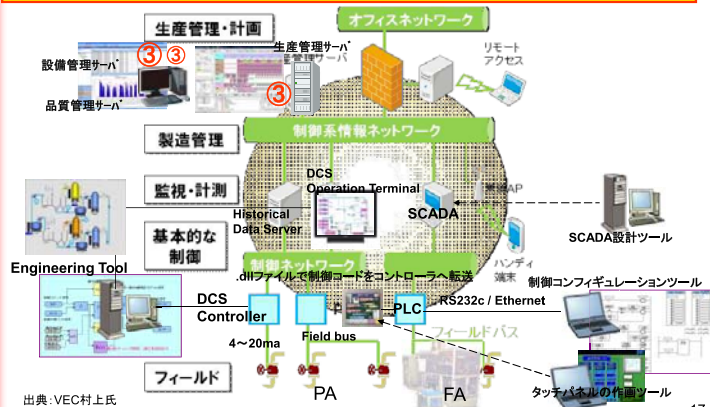 オフィスネットワーク
生産管理・計画
生産管理サーバ
産管理サーバ
リモート
アクセス
設備管理サーバ
③
③
③
品質管理サーバ
製造管理
制御系情報ネットワーク
監視・計測
DCS
Operation Terminal
Historical
Data Server
SCADA
AP
SCADA設計ツール
基本的な
制御
ハンディ
端末
制御ネットワーク
Engineering Tool
.dllファイルで制御コードをコントローラへ転送
制御コンフィギュレーションツール
DCS
Controller
PLC
RS232c / Ethernet
4～20ma
Field bus
フィールドバス
フィールド
PA
FA
タッチパネルの作画ツール
出典：VEC村上氏
17